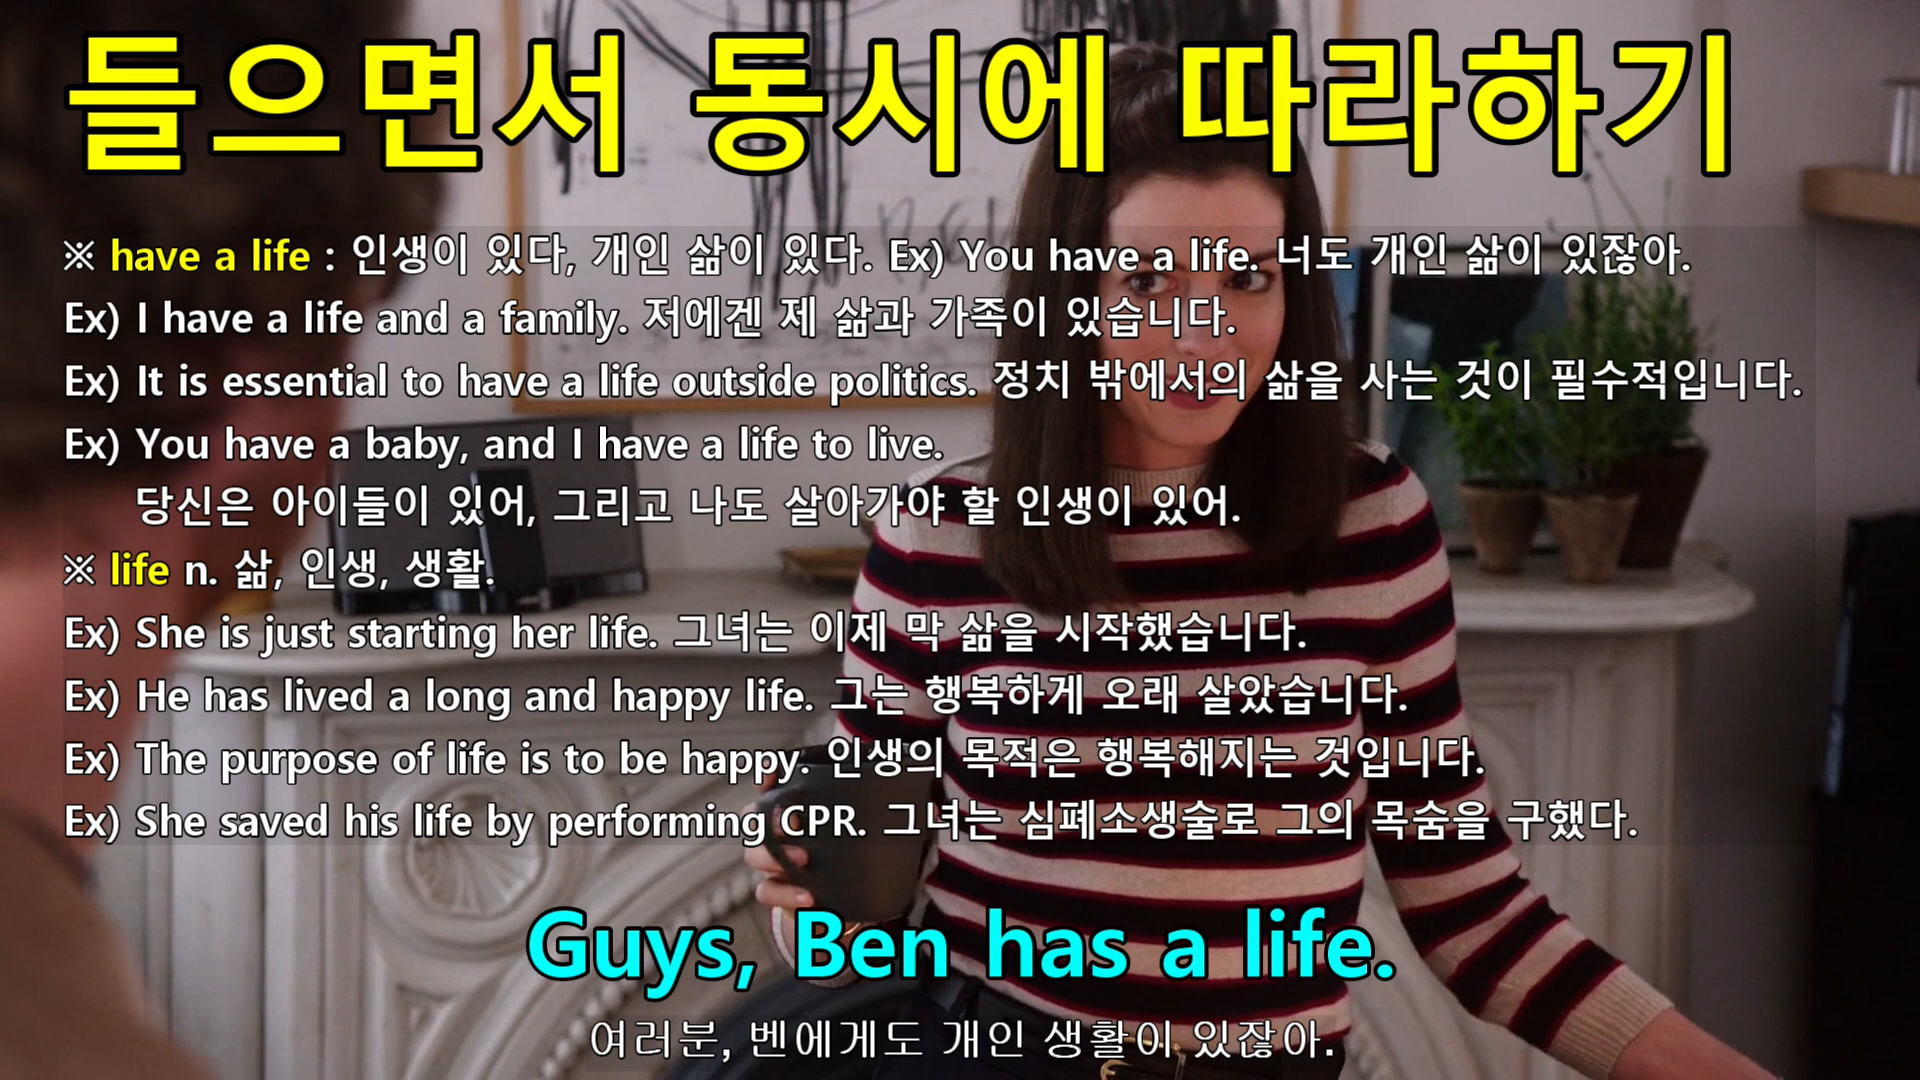 들으면서 동시에 따라하기
※ have a life : 인생이 있다, 개인 삶이 있다. Ex) You have a life. 너도 개인 삶이 있잖아.
Ex) I have a life and a family. 저에겐 제 삶과 가족이 있습니다.
Ex) It is essential to have a life outside politics. 정치 밖에서의 삶을 사는 것이 필수적입니다.
Ex) You have a baby, and I have a life to live.
당신은 아이들이 있어, 그리고 나도 살아가야 할 인생이 있어.
※ life n. 삶, 인생, 생활.
Ex) She is just starting her life. 그녀는 이제 막 삶을 시작했습니다.
Ex) He has lived a long and happy life. 그는 행복하게 오래 살았습니다.
Ex) The purpose of life is to be happy. 인생의 목적은 행복해지는 것입니다.
Ex) She saved his life by performing CPR. 그녀는 심폐소생술로 그의 목숨을 구했다.
Guys, Ben has a life.
여러분, 벤에게도 개인 생활이 있잖아.